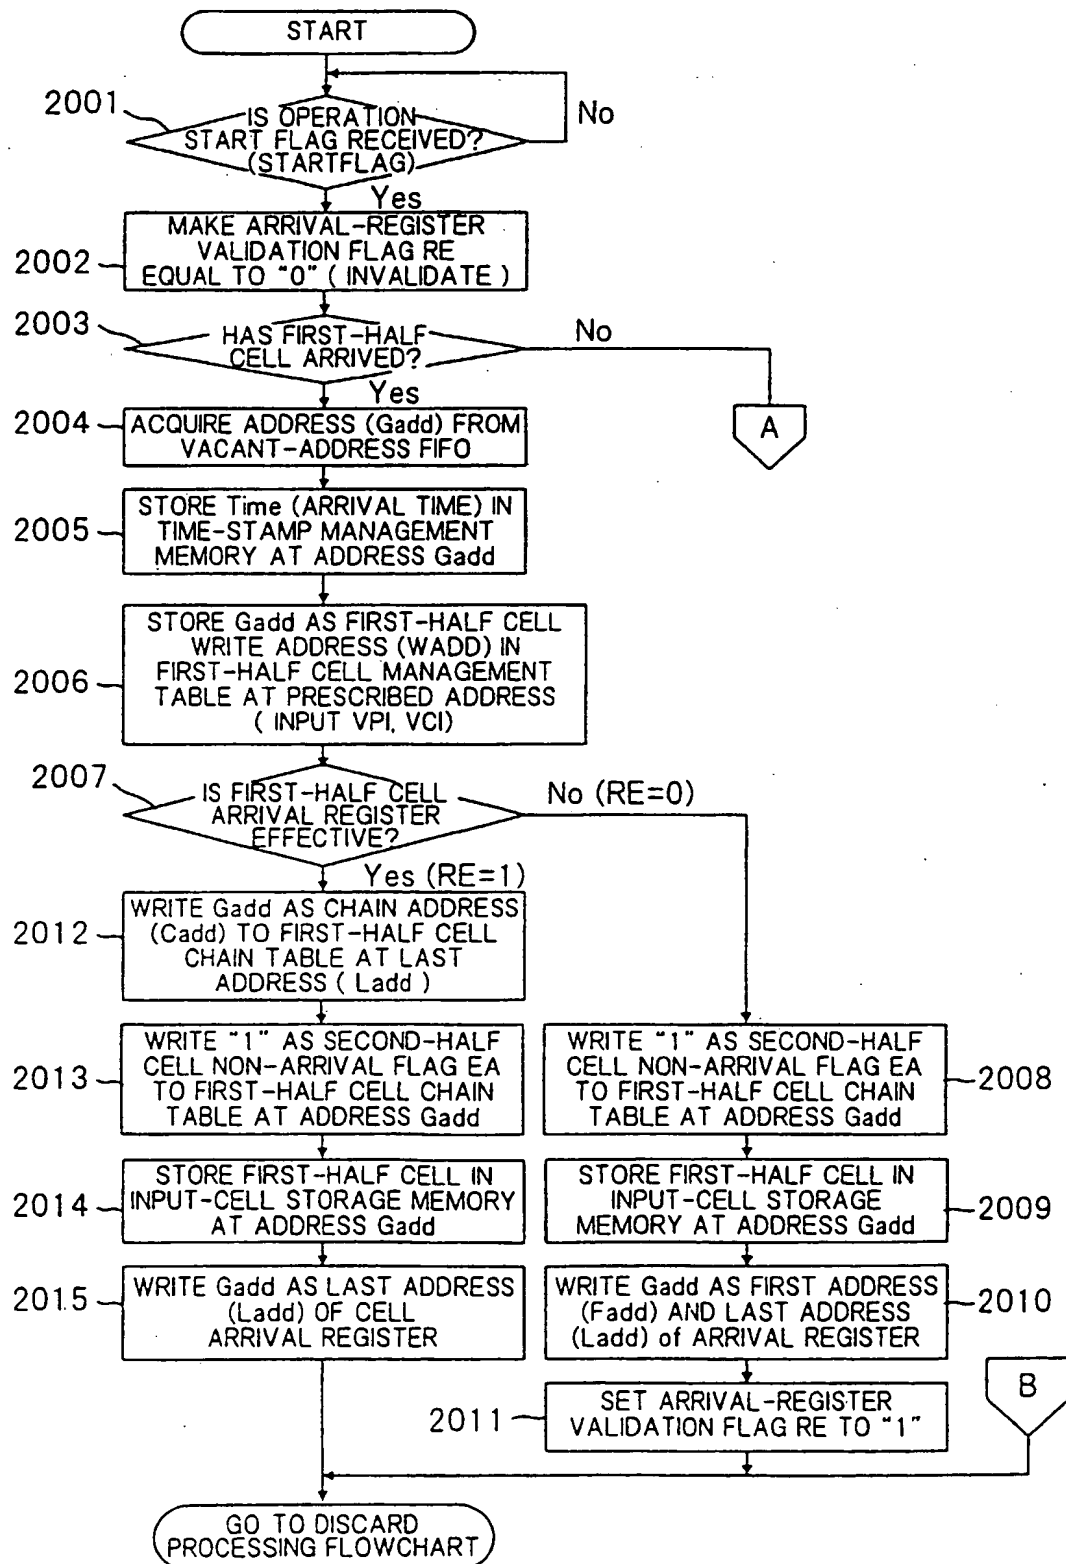 START
2001
IS OPERATION
START FLAG RECEIVED?
(STARTFLAG)
No
Yes
2002
MAKE ARRIVAL-REGISTER
VALIDATION FLAG RE
EQUAL TO "0" ( INVALIDATE )
2003
HAS FIRST-HALF
CELL ARRIVED?
No
Yes
A
2004
ACQUIRE ADDRESS (Gadd) FROM
VACANT-ADDRESS FIFO
2005
STORE Time (ARRIVAL TIME) IN
TIME-STAMP MANAGEMENT
MEMORY AT ADDRESS Gadd
2006
STORE Gadd AS FIRST-HALF CELL
WRITE ADDRESS (WADD) IN
FIRST-HALF CELL MANAGEMENT
TABLE AT PRESCRIBED ADDRESS
( INPUT VPI, VCI)
2007
IS FIRST-HALF CELL
ARRIVAL REGISTER
EFFECTIVE?
No (RE=0)
Yes (RE=1)
2012
WRITE Gadd AS CHAIN ADDRESS
(Cadd) TO FIRST-HALF CELL
CHAIN TABLE AT LAST
ADDRESS ( Ladd )
2013
WRITE "1" AS SECOND-HALF
CELL NON-ARRIVAL FLAG EA
TO FIRST-HALF CELL CHAIN
TABLE AT ADDRESS Gadd
WRITE "1" AS SECOND-HALF
CELL NON-ARRIVAL FLAG EA
TO FIRST-HALF CELL CHAIN
TABLE AT ADDRESS Gadd
2008
2014
STORE FIRST-HALF CELL IN
INPUT-CELL STORAGE MEMORY
AT ADDRESS Gadd
STORE FIRST-HALF CELL IN
INPUT-CELL STORAGE
MEMORY AT ADDRESS Gadd
2009
2015
WRITE Gadd AS LAST ADDRESS
(Ladd) OF CELL
ARRIVAL REGISTER
WRITE Gadd AS FIRST ADDRESS
(Fadd) AND LAST ADDRESS
(Ladd) of ARRIVAL REGISTER
2010
2011
SET ARRIVAL-REGISTER
VALIDATION FLAG RE TO "1"
B
GO TO DISCARD
PROCESSING FLOWCHART